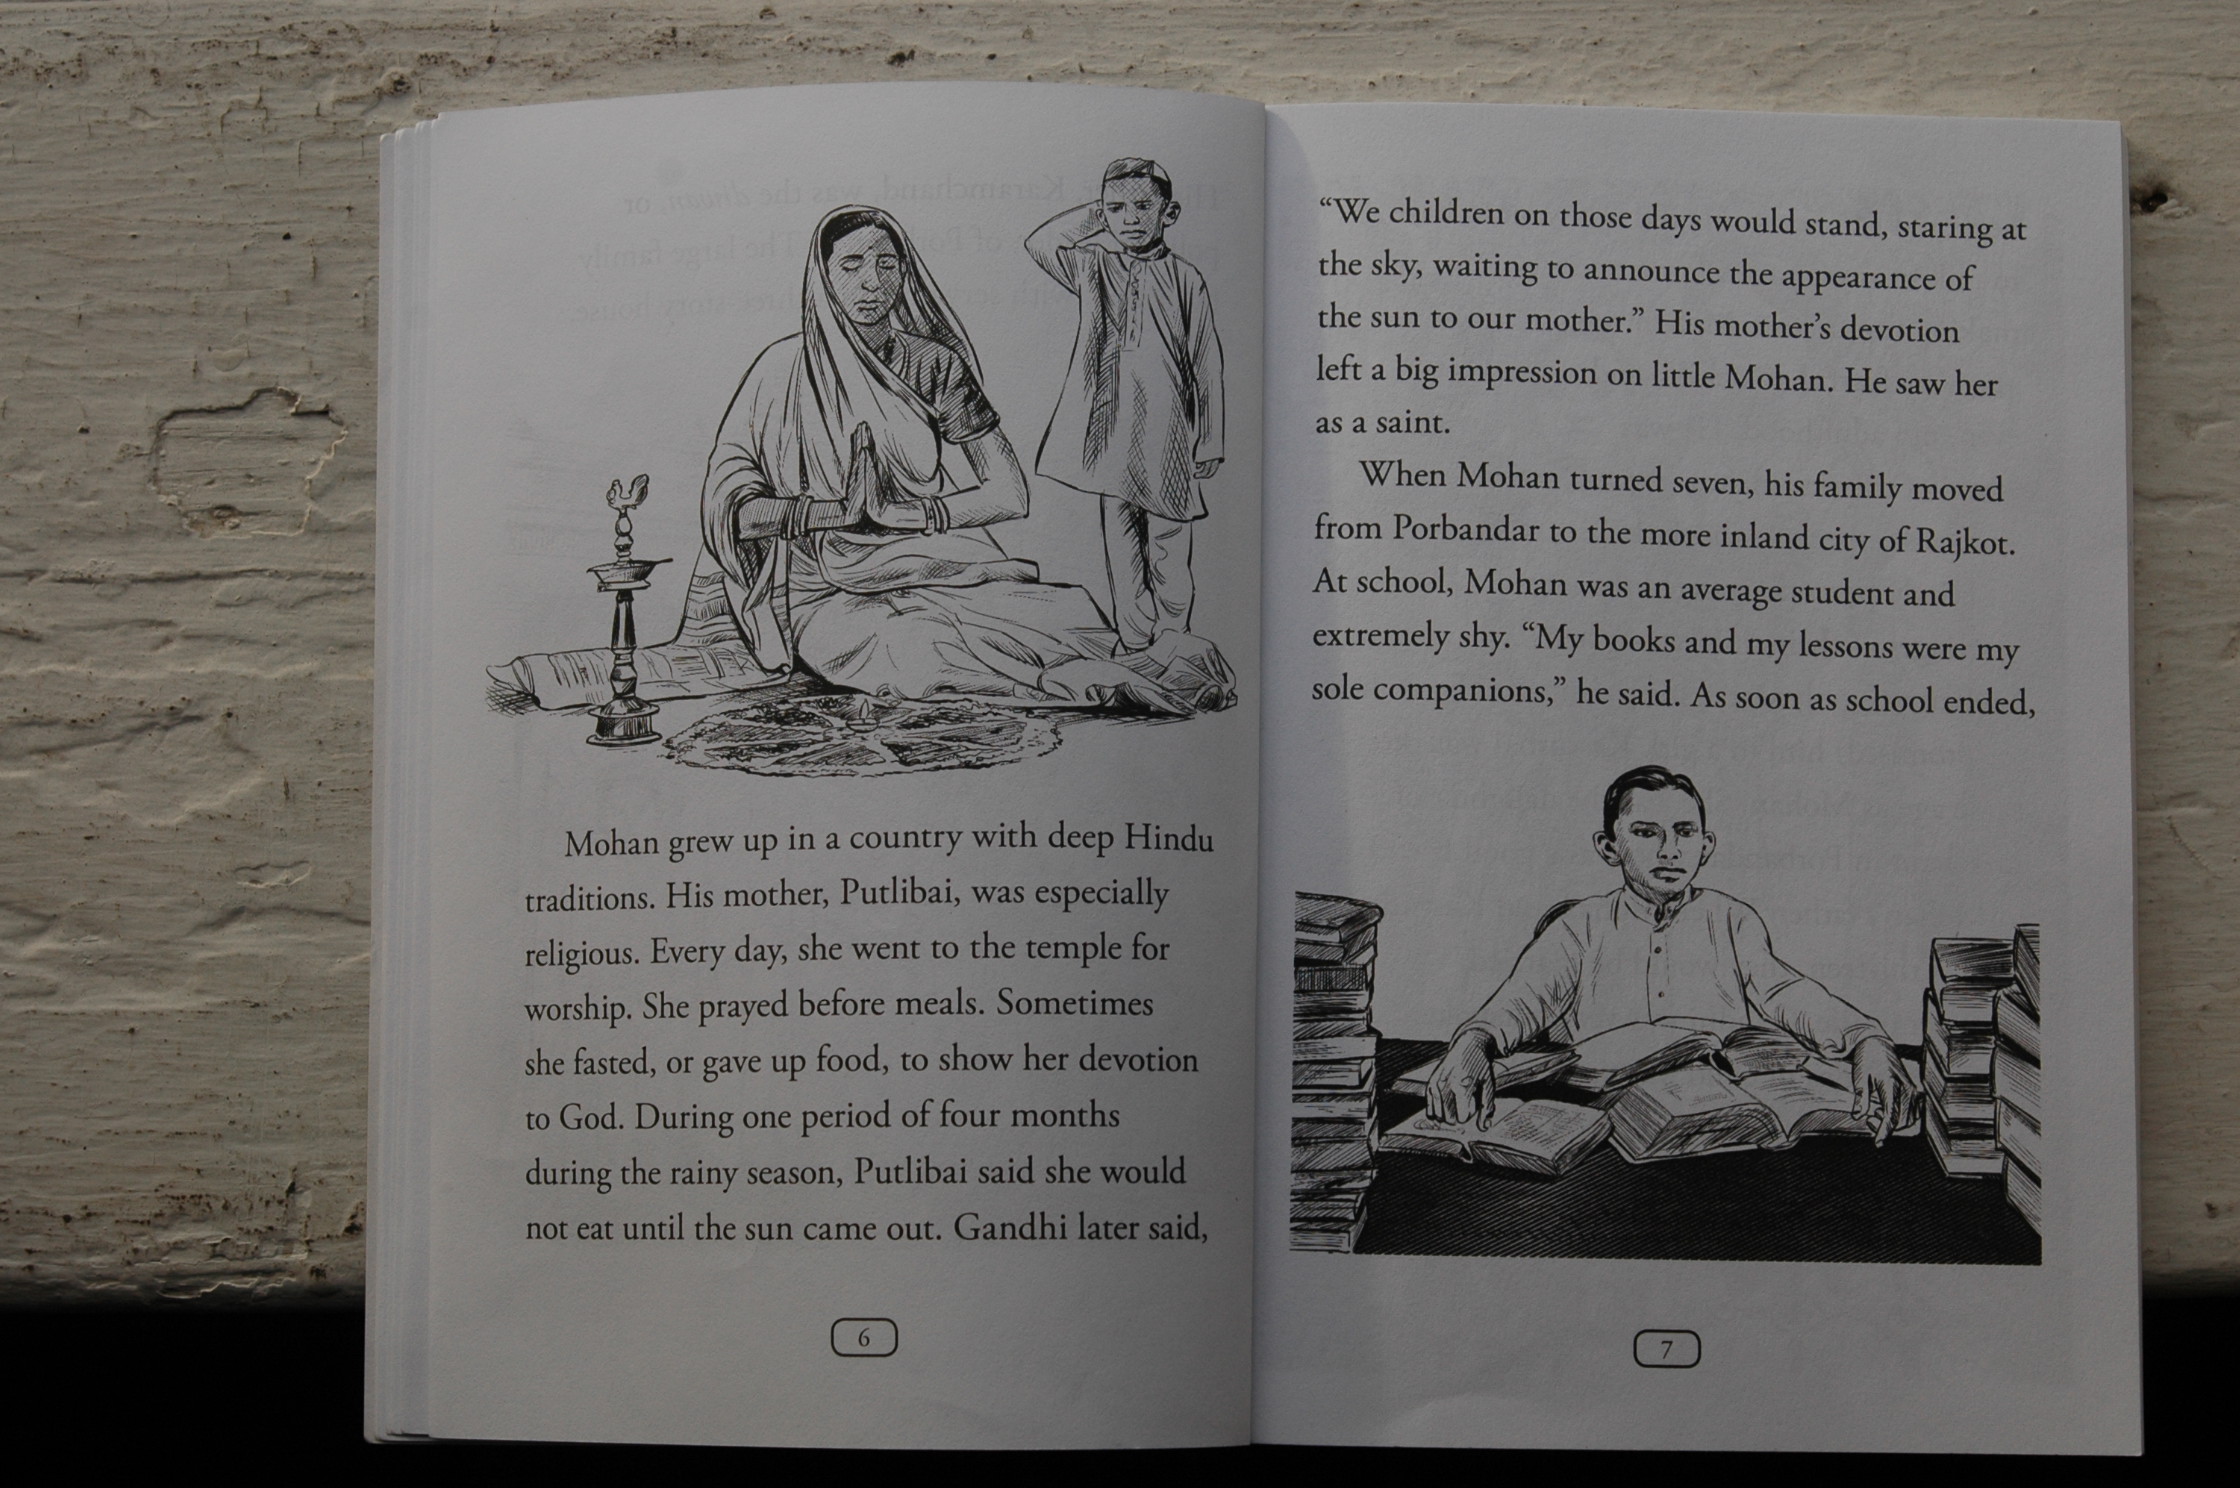 Mohan grew up in a country with deep Hindu
traditions. His mother, Putlibai, was especially
religious. Every day, she went to the temple for
worship. She prayed before meals. Sometimes
she fasted, or gave up food, to show her devotion
to God. During one period of four months
during the rainy season, Putlibai said she would
not eat until the sun came out. Gandhi later said,
6
“We children on those days would stand, staring at
the sky, waiting to announce the appearance of
the sun to our mother.” His mother’s devotion
left a big impression on little Mohan. He saw her
as a saint.
When Mohan turned seven, his family moved
from Porbandar to the more inland city of Rajkot.
At school, Mohan was an average student and
extremely shy. “My books and my lessons were my
sole companions,” he said. As soon as school ended,
7